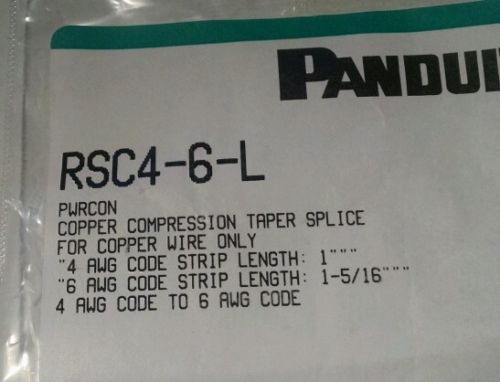 PANDUI
RSC4-6-L
PWRCON
COPPER COMPRESSION TAPER SPLICE
FOR COPPER WIRE ONLY
"4 AWG CODE STRIP LENGTH: 1"""
"6 AWG CODE STRIP LENGTH: 1-5/16"""
4 AWG CODE TO 6 AWG CODE